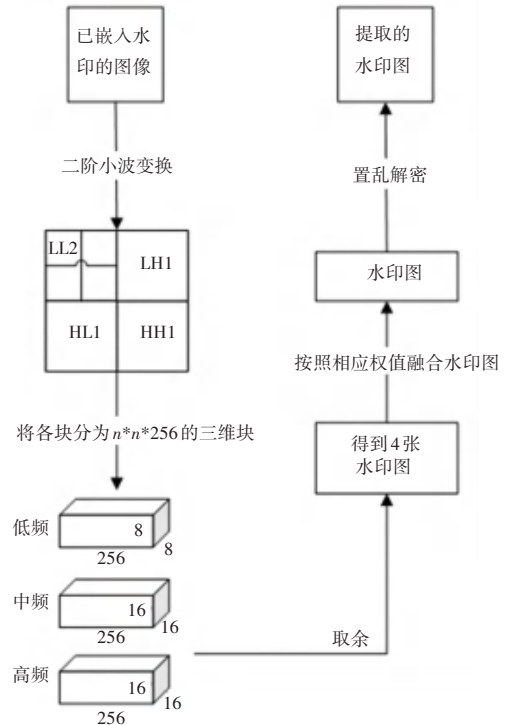 已嵌入水
印的图像
二阶小波变换
LL2
LH1
HL1
HH1
将各块分为n*n*256的三维块
低频
8
8
256
中频
16
16
256
高频
16
16
256
取余
得到4张
水印图
按照相应权值融合水印图
水印图
置乱解密
提取的
水印图